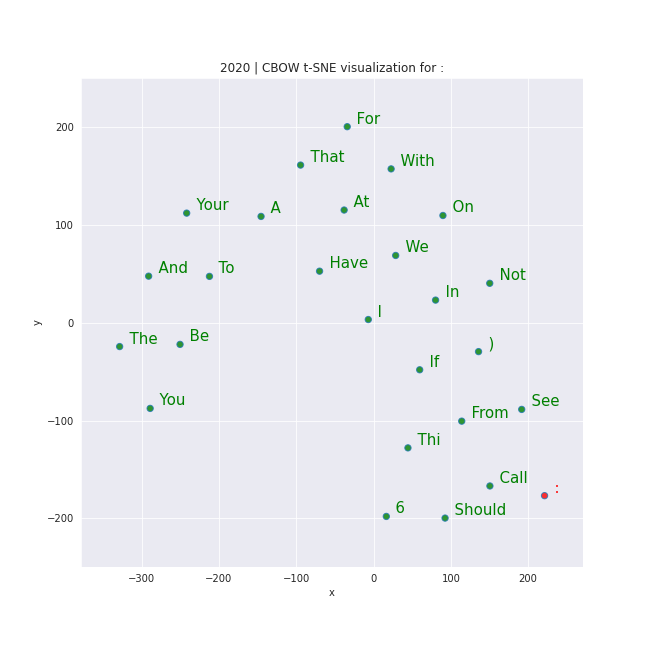 2020 | CBOW t-SNE visualization for :
For
That
With
Your
A
At
On
We
And
To
Have
Not
In
I
The
Be
)
If
You
See
From
Thi
Call
:
6
Should
200
100
0
−100
−200
y
−300
−200
−100
0
100
200
x